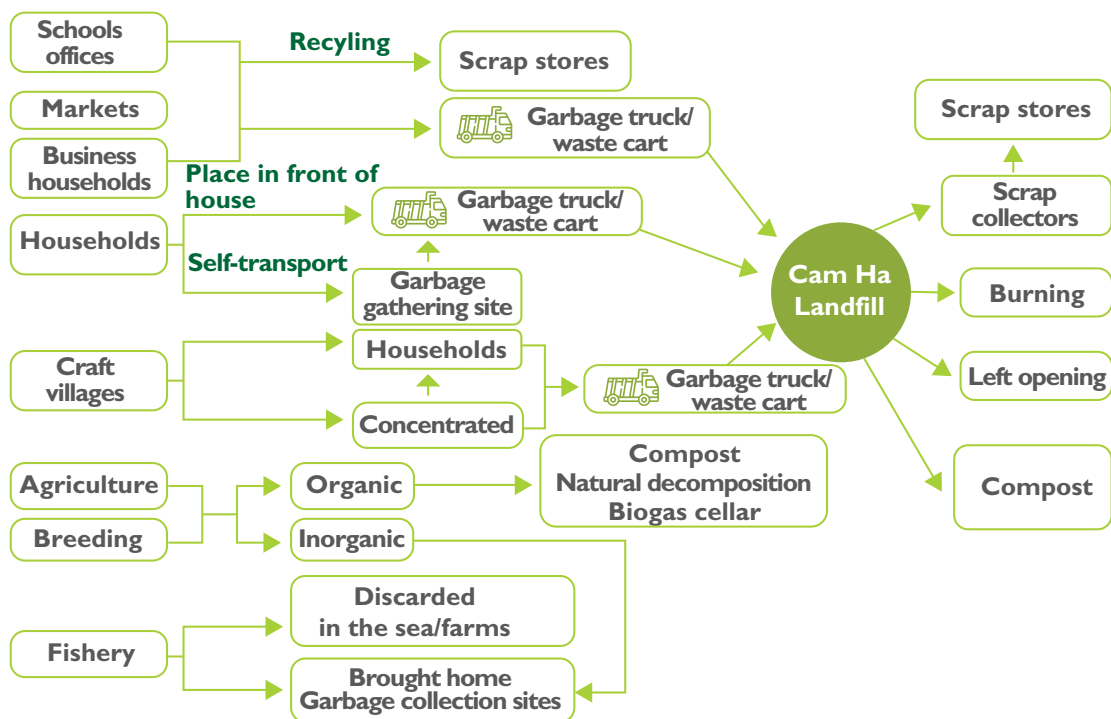 Schools
offices
Recyling
Scrap stores
Markets
Garbage truck/
waste cart
Scrap stores
Business
households
Place in front of
house
Scrap
collectors
Households
Garbage truck/
waste cart
Self-transport
Garbage
gathering site
Cam Ha
Landfill
Burning
Craft
villages
Households
Concentrated
Garbage truck/
waste cart
Left opening
Compost
Agriculture
Breeding
Organic
Inorganic
Compost
Natural decomposition
Biogas cellar
Fishery
Discarded
in the sea/farms
Brought home
Garbage collection sites